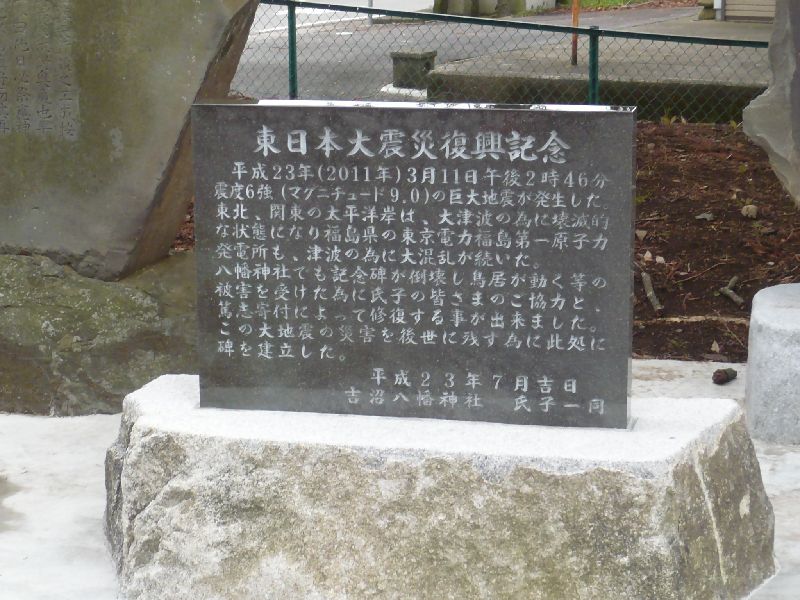 東日本大震災復興記念
平成23年(2011年)3月11日午後2時46分
震度6強(マグニチュード9.0)の巨大地震が発生した。
東北、関東の太平洋岸は、大津波の為に壊滅的
な状態になり福島県の東京電力福島第一原子力
発電所も、津波の為に大混乱が続いた。
八幡神社も記念碑が倒壊し鳥居が動く等の
被害を受けた 氏子皆さまのご協力と、
篤志の寄付によって修復する事が出来ました。
この大地震の災害を後世に残す為に此処に
碑を建立した。
平成23年7月吉日
吉沼八幡神社 氏子一同